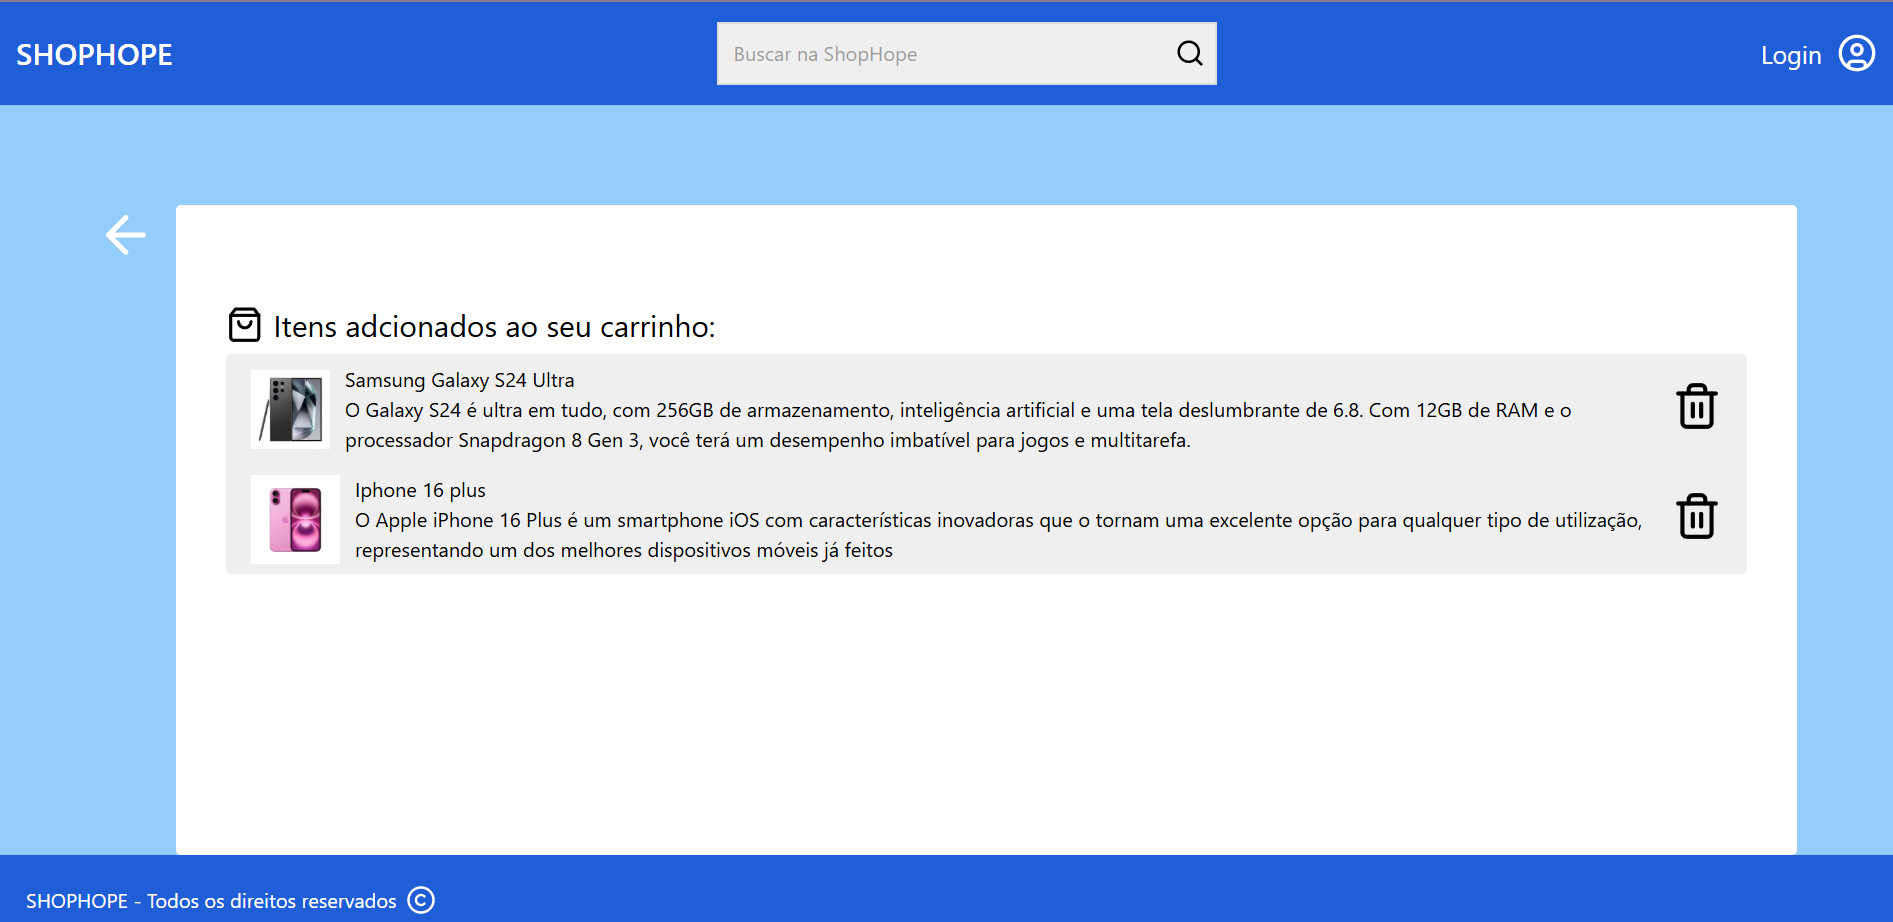 SHOPHOPE
Buscar na ShopHope
Login
Itens adcionados ao seu carrinho:
Samsung Galaxy S24 Ultra
O Galaxy S24 é ultra em tudo, com 256GB de armazenamento, inteligência artificial e uma tela deslumbrante de 6.8. Com 12GB de RAM e o
processador Snapdragon 8 Gen 3, você terá um desempenho imbatível para jogos e multitarefa.
Iphone 16 plus
O Apple iPhone 16 Plus é um smartphone iOS com características inovadoras que o tornam uma excelente opção para qualquer tipo de utilização,
representando um dos melhores dispositivos móveis já feitos
SHOPHOPE - Todos os direitos reservados ©